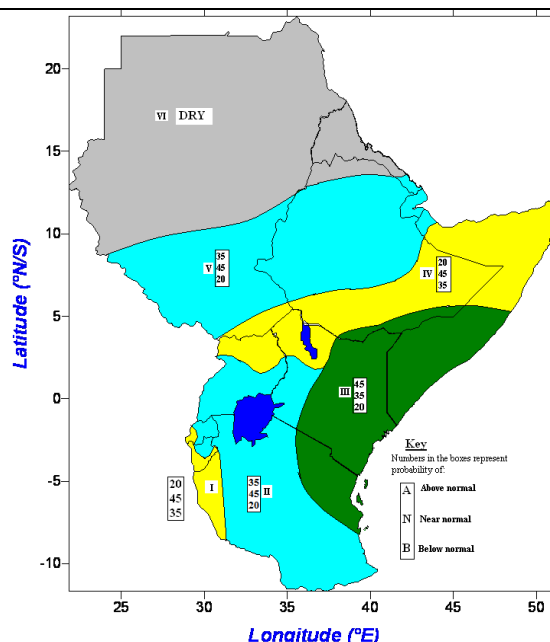 20
15
10
5
0
-5
-10
25
30
35
40
45
50
Latitude (°N/S)
Longitude (°E)
VI DRY
V
35
45
20
IV
20
45
35
III
45
35
20
II
35
45
20
I
20
45
35
Key
Numbers in the boxes represent
probability of:
A Above normal
N Near normal
B Below normal